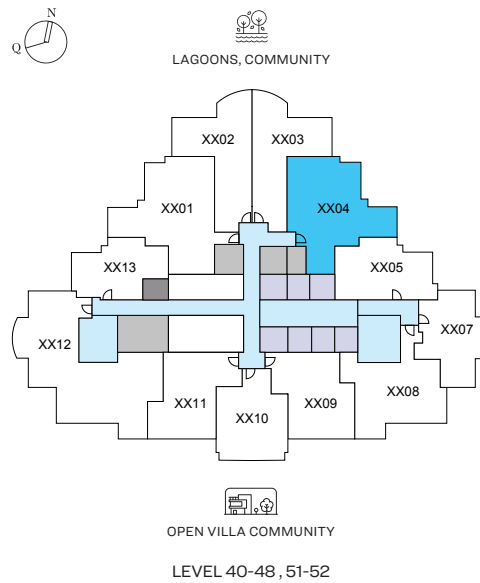 N
Q
LAGOONS, COMMUNITY
XX02
XX03
XX01
XX04
XX13
XX05
XX12
XX07
XX11
XX10
XX09
XX08
OPEN VILLA COMMUNITY
LEVEL 40-48 , 51-52